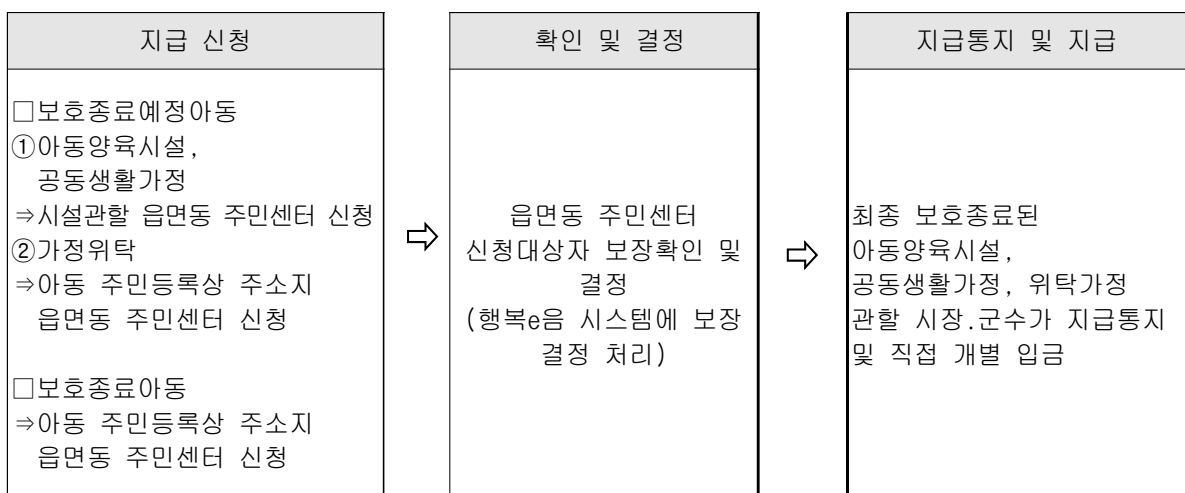 지급 신청
□보호종료예정아동
①아동양육시설,
공동생활가정
⇒시설관할 읍면동 주민센터 신청
②가정위탁
⇒아동 주민등록상 주소지
읍면동 주민센터 신청
□보호종료아동
⇒아동 주민등록상 주소지
읍면동 주민센터 신청
⇨
확인 및 결정
읍면동 주민센터
신청대상자 보장확인 및
결정
(행복e음 시스템에 보장
결정 처리)
⇨
지급통지 및 지급
최종 보호종료된
아동양육시설,
공동생활가정, 위탁가정
관할 시장.군수가 지급통지
및 직접 개별 입금